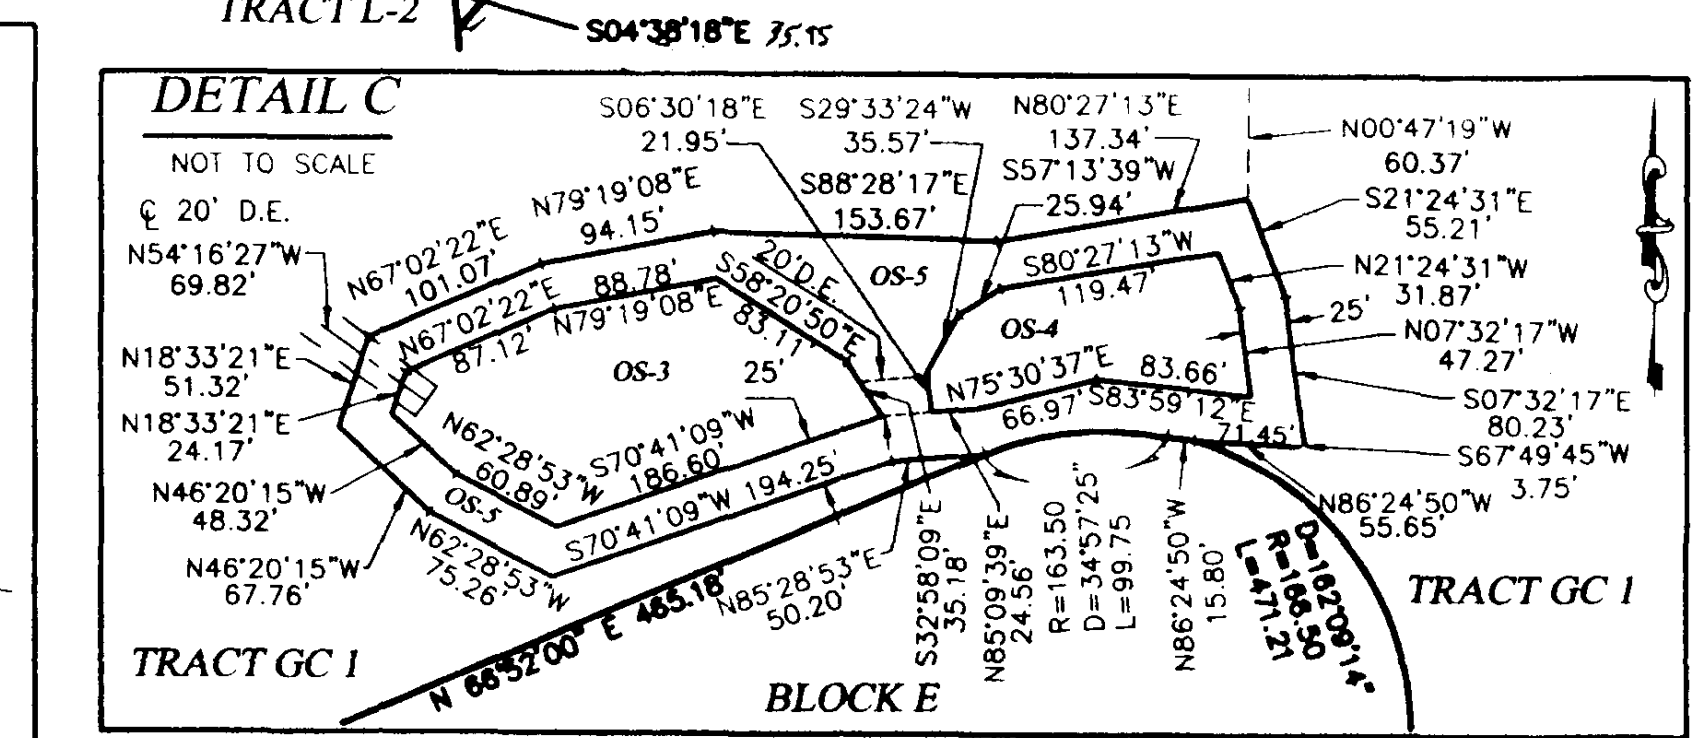 TRACT L-2
S04°38'18"E 35.15
DETAIL C
NOT TO SCALE
℄ 20' D.E.
N54°16'27"W
69.82'
N67°02'22"E
101.07'
N79°19'08"E
94.15'
S06°30'18"E
21.95'
S29°33'24"W
35.57'
S88°28'17"E
153.67'
N80°27'13"E
137.34'
S57°13'39"W
25.94'
N00°47'19"W
60.37'
S21°24'31"E
55.21'
N21°24'31"W
31.87'
25'
N07°32'17"W
47.27'
S07°32'17"E
80.23'
S67°49'45"W
3.75'
N86°24'50"W
55.65'
N67°02'22"E
87.12'
88.78'
N79°19'08"E
20'D.E.
S58°20'50"E
83.11'
OS-5
S80°27'13"W
119.47'
OS-4
OS-3
25'
N75°30'37"E
66.97'
83.66'
S83°59'12"E
71.45'
N18°33'21"E
51.32'
N18°33'21"E
24.17'
N46°20'15"W
48.32'
N46°20'15"W
67.76'
N62°28'53"W
60.89'
OS-5
N62°28'53"W
75.26'
S70°41'09"W
186.60'
S70°41'09"W 194.25'
N85°28'53"E
50.20'
S32°58'09"E
35.18'
N85°09'39"E
24.56'
R=163.50
D=34°57'25"
L=99.75
N86°24'50"W
15.80'
D=162°09'14"
R=166.50
L=471.21
N 66°52'00" E 465.18'
TRACT GC 1
BLOCK E
TRACT GC 1